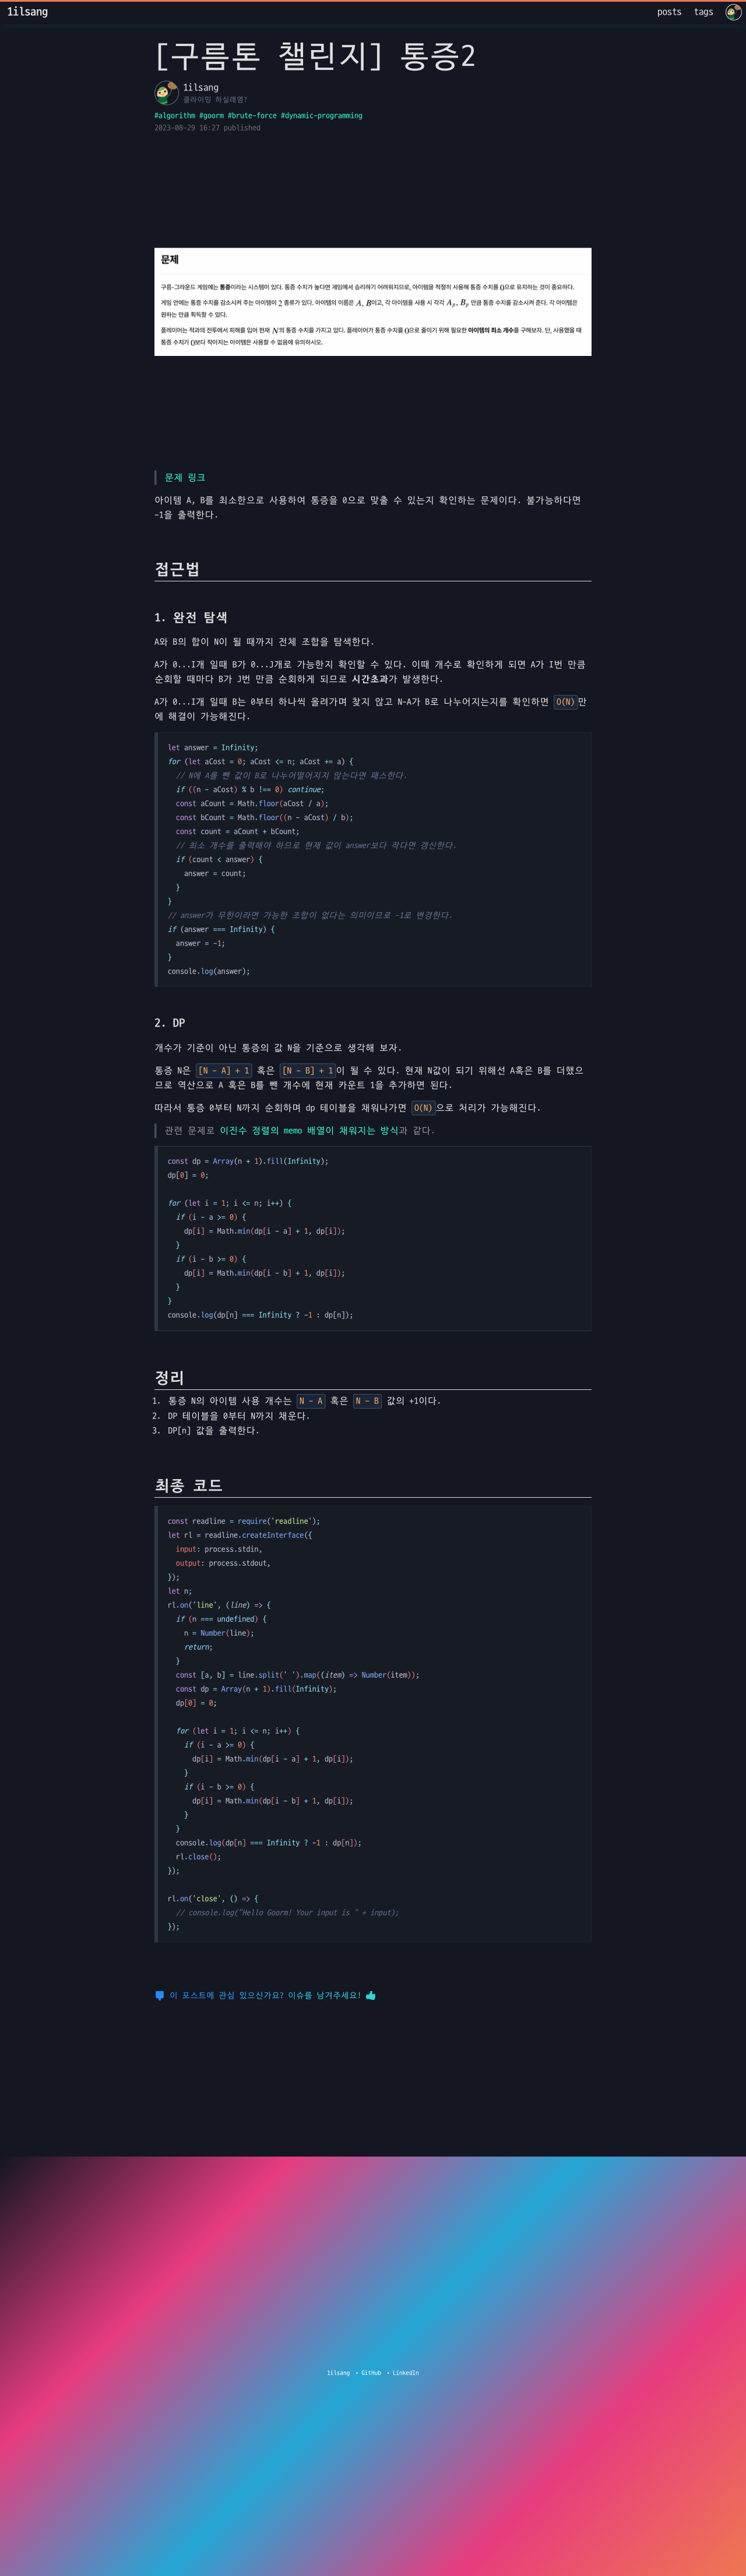 1ilsang
posts
tags
[구름톤 챌린지] 통증2
1ilsang
클라이밍 하실래염?
#algorithm #goorm #brute-force #dynamic-programming
2023-08-29 16:27 published
문제
구름-그라운드 게임에는 통증이라는 시스템이 있다. 통증 수치가 높다면 게임에서 승리하기 어려워지므로, 아이템을 적절히 사용해 통증 수치를 0으로 유지하는 것이 중요하다.
게임 안에는 통증 수치를 감소시켜 주는 아이템이 2 종류가 있다. 아이템의 이름은 A, B이고, 각 아이템을 사용 시 각각 Ap, Bp 만큼 통증 수치를 감소시켜 준다. 각 아이템은
원하는 만큼 획득할 수 있다.
플레이어는 적과의 전투에서 피해를 입어 현재 N의 통증 수치를 가지고 있다. 플레이어가 통증 수치를 0으로 줄이기 위해 필요한 아이템의 최소 개수를 구해보자. 단, 사용했을 때
통증 수치가 0보다 작아지는 아이템은 사용할 수 없음에 유의하시오.
문제 링크
아이템 A, B를 최소한으로 사용하여 통증을 0으로 맞출 수 있는지 확인하는 문제이다. 불가능하다면
-1을 출력한다.
접근법
1. 완전 탐색
A와 B의 합이 N이 될 때까지 전체 조합을 탐색한다.
A가 0...I개 일때 B가 0...J개로 가능한지 확인할 수 있다. 이때 개수로 확인하게 되면 A가 I번 만큼
순회할 때마다 B가 J번 만큼 순회하게 되므로 시간초과가 발생한다.
A가 0...I개 일때 B는 0부터 하나씩 올려가며 찾지 않고 N-A가 B로 나누어지는지를 확인하면 O(N)만
에 해결이 가능해진다.
let answer = Infinity;
for (let aCost = 0; aCost <= n; aCost += a) {
  // N에 A를 뺀 값이 B로 나누어떨어지지 않는다면 패스한다.
  if ((n - aCost) % b !== 0) continue;
  const aCount = Math.floor(aCost / a);
  const bCount = Math.floor((n - aCost) / b);
  const count = aCount + bCount;
  // 최소 개수를 출력해야 하므로 현재 값이 answer보다 작다면 갱신한다.
  if (count < answer) {
    answer = count;
  }
}
// answer가 무한이라면 가능한 조합이 없다는 의미이므로 -1로 변경한다.
if (answer === Infinity) {
  answer = -1;
}
console.log(answer);
2. DP
개수가 기준이 아닌 통증의 값 N을 기준으로 생각해 보자.
통증 N은 [N - A] + 1 혹은 [N - B] + 1이 될 수 있다. 현재 N값이 되기 위해선 A혹은 B를 더했으
므로 역산으로 A 혹은 B를 뺀 개수에 현재 카운트 1을 추가하면 된다.
따라서 통증 0부터 N까지 순회하며 dp 테이블을 채워나가면 O(N)으로 처리가 가능해진다.
관련 문제로 이진수 정렬의 memo 배열이 채워지는 방식과 같다.
const dp = Array(n + 1).fill(Infinity);
dp[0] = 0;
for (let i = 1; i <= n; i++) {
  if (i - a >= 0) {
    dp[i] = Math.min(dp[i - a] + 1, dp[i]);
  }
  if (i - b >= 0) {
    dp[i] = Math.min(dp[i - b] + 1, dp[i]);
  }
}
console.log(dp[n] === Infinity ? -1 : dp[n]);
정리
1. 통증 N의 아이템 사용 개수는 N - A 혹은 N - B 값의 +1이다.
2. DP 테이블을 0부터 N까지 채운다.
3. DP[n] 값을 출력한다.
최종 코드
const readline = require('readline');
let rl = readline.createInterface({
  input: process.stdin,
  output: process.stdout,
});
let n;
rl.on('line', (line) => {
  if (n === undefined) {
    n = Number(line);
    return;
  }
  const [a, b] = line.split(' ').map((item) => Number(item));
  const dp = Array(n + 1).fill(Infinity);
  dp[0] = 0;
  for (let i = 1; i <= n; i++) {
    if (i - a >= 0) {
      dp[i] = Math.min(dp[i - a] + 1, dp[i]);
    }
    if (i - b >= 0) {
      dp[i] = Math.min(dp[i - b] + 1, dp[i]);
    }
  }
  console.log(dp[n] === Infinity ? -1 : dp[n]);
  rl.close();
});
rl.on('close', () => {
  // console.log("Hello Goorm! Your input is " + input);
});
이 포스트에 관심 있으신가요? 이슈를 남겨주세요!
1ilsang • GitHub • LinkedIn